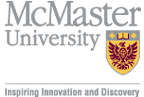 McMaster
University
Inspiring Innovation and Discovery